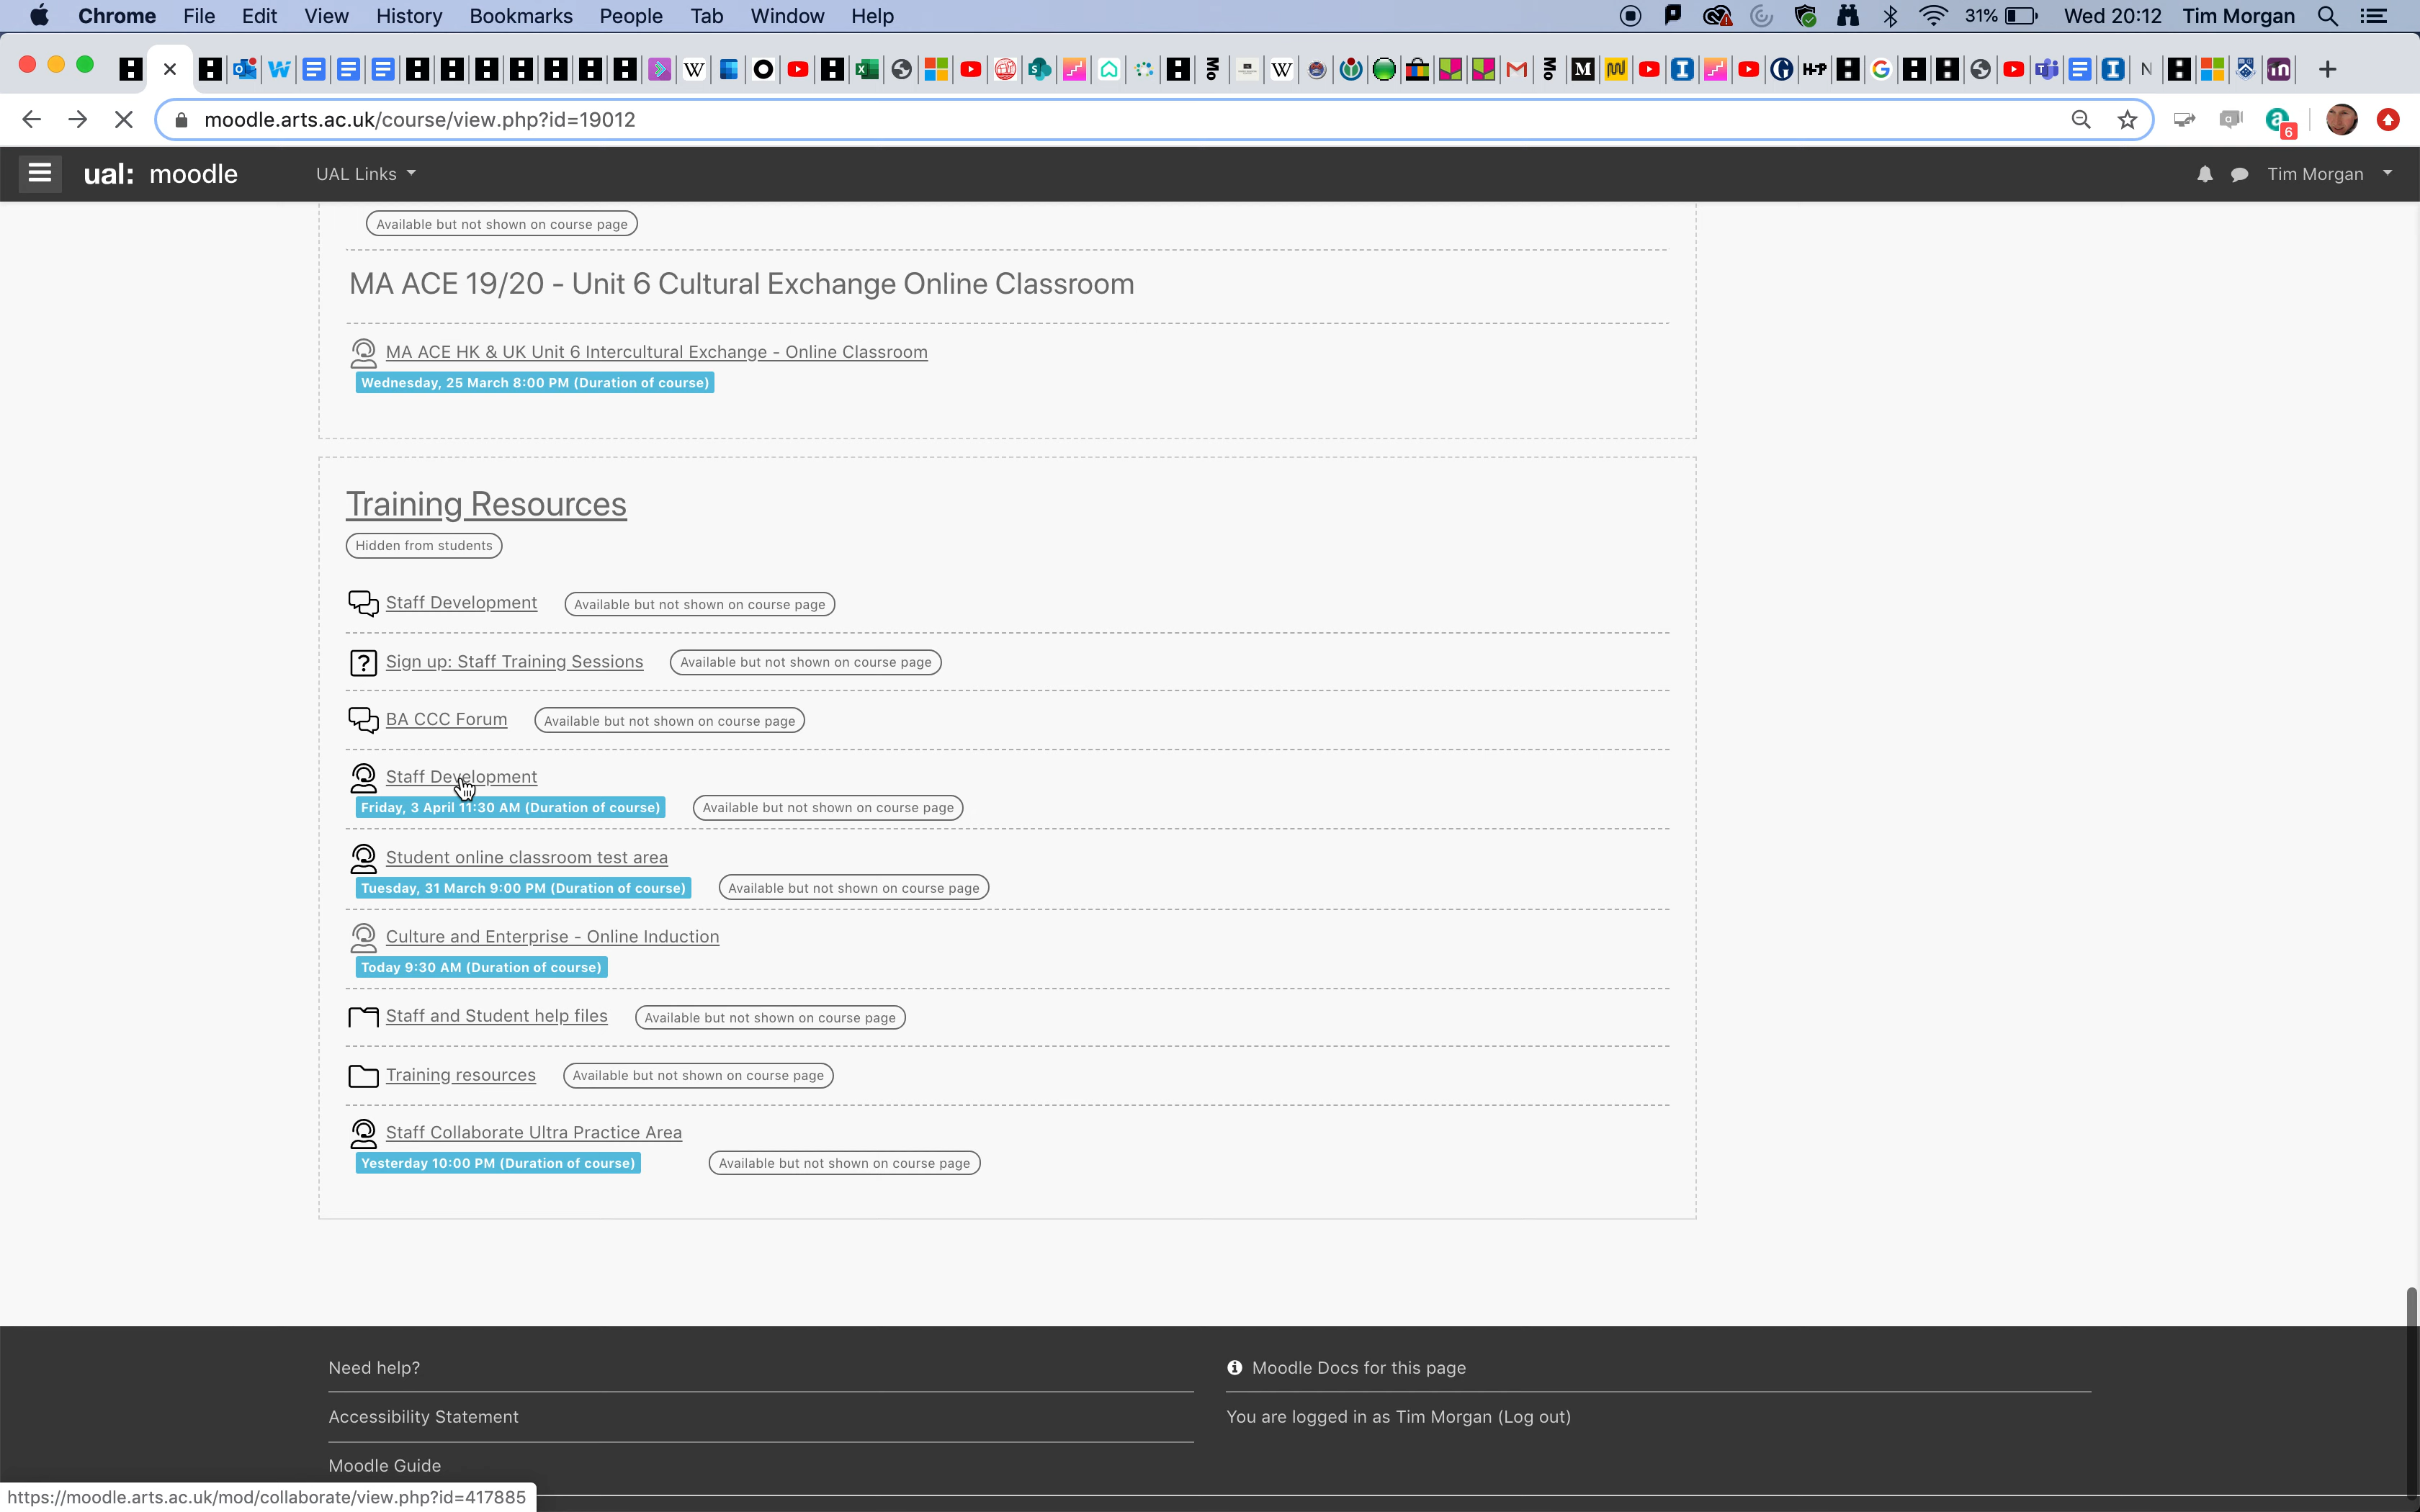 Chrome File Edit View History Bookmarks People Tab Window Help 31% Wed 20:12 Tim Morgan
moodle.arts.ac.uk/course/view.php?id=19012
6
ual: moodle UAL Links Tim Morgan
Available but not shown on course page
MA ACE 19/20 - Unit 6 Cultural Exchange Online Classroom
MA ACE HK & UK Unit 6 Intercultural Exchange - Online Classroom
Wednesday, 25 March 8:00 PM (Duration of course)
Training Resources
Hidden from students
Staff Development Available but not shown on course page
Sign up: Staff Training Sessions Available but not shown on course page
BA CCC Forum Available but not shown on course page
Staff Development
Friday, 3 April 11:30 AM (Duration of course) Available but not shown on course page
Student online classroom test area
Tuesday, 31 March 9:00 PM (Duration of course) Available but not shown on course page
Culture and Enterprise - Online Induction
Today 9:30 AM (Duration of course)
Staff and Student help files Available but not shown on course page
Training resources Available but not shown on course page
Staff Collaborate Ultra Practice Area
Yesterday 10:00 PM (Duration of course) Available but not shown on course page
Need help? Moodle Docs for this page
Accessibility Statement You are logged in as Tim Morgan (Log out)
Moodle Guide
https://moodle.arts.ac.uk/mod/collaborate/view.php?id=417885